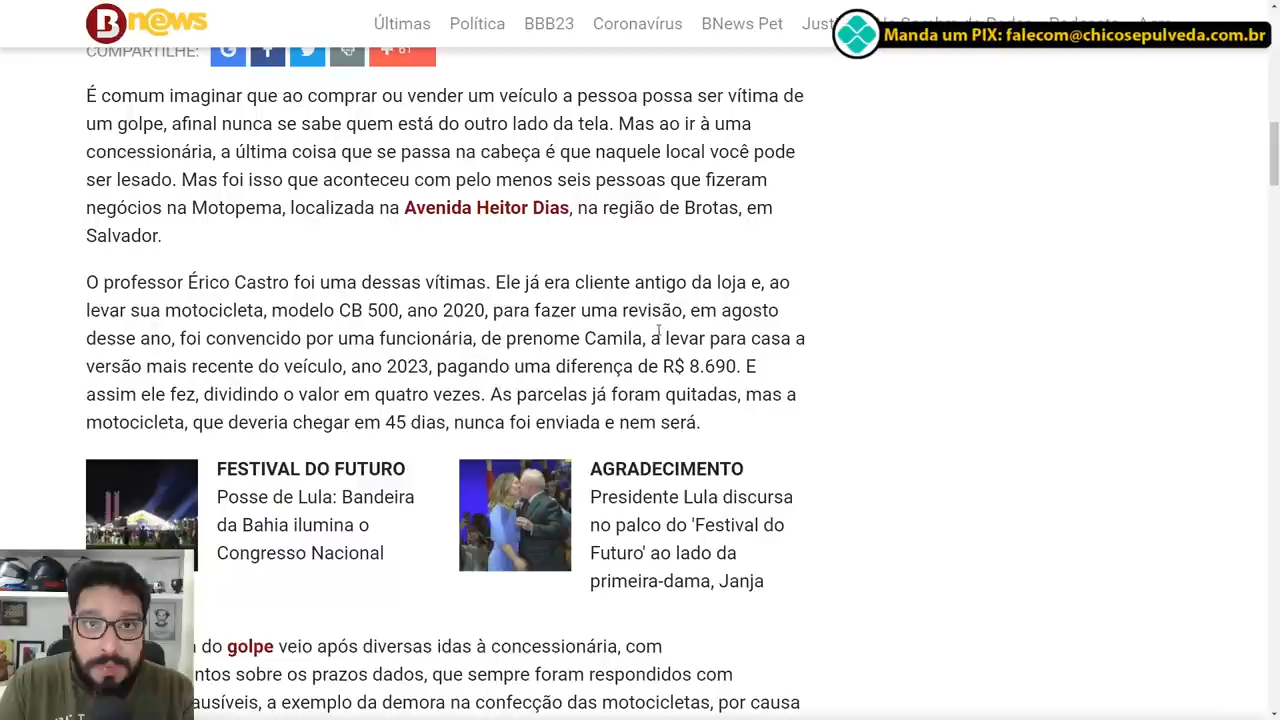 Bnews
Últimas Política BBB23 Coronavírus BNews Pet
Manda um PIX: falecom@chicosepulveda.com.br
COMPARTILHE: 61
É comum imaginar que ao comprar ou vender um veículo a pessoa possa ser vítima de
um golpe, afinal nunca se sabe quem está do outro lado da tela. Mas ao ir à uma
concessionária, a última coisa que se passa na cabeça é que naquele local você pode
ser lesado. Mas foi isso que aconteceu com pelo menos seis pessoas que fizeram
negócios na Motopema, localizada na Avenida Heitor Dias, na região de Brotas, em
Salvador.
O professor Érico Castro foi uma dessas vítimas. Ele já era cliente antigo da loja e, ao
levar sua motocicleta, modelo CB 500, ano 2020, para fazer uma revisão, em agosto
desse ano, foi convencido por uma funcionária, de prenome Camila, a levar para casa a
versão mais recente do veículo, ano 2023, pagando uma diferença de R$ 8.690. E
assim ele fez, dividindo o valor em quatro vezes. As parcelas já foram quitadas, mas a
motocicleta, que deveria chegar em 45 dias, nunca foi enviada e nem será.
FESTIVAL DO FUTURO
Posse de Lula: Bandeira
da Bahia ilumina o
Congresso Nacional
AGRADECIMENTO
Presidente Lula discursa
no palco do 'Festival do
Futuro' ao lado da
primeira-dama, Janja
do golpe veio após diversas idas à concessionária, com
ntos sobre os prazos dados, que sempre foram respondidos com
ausíveis, a exemplo da demora na confecção das motocicletas, por causa